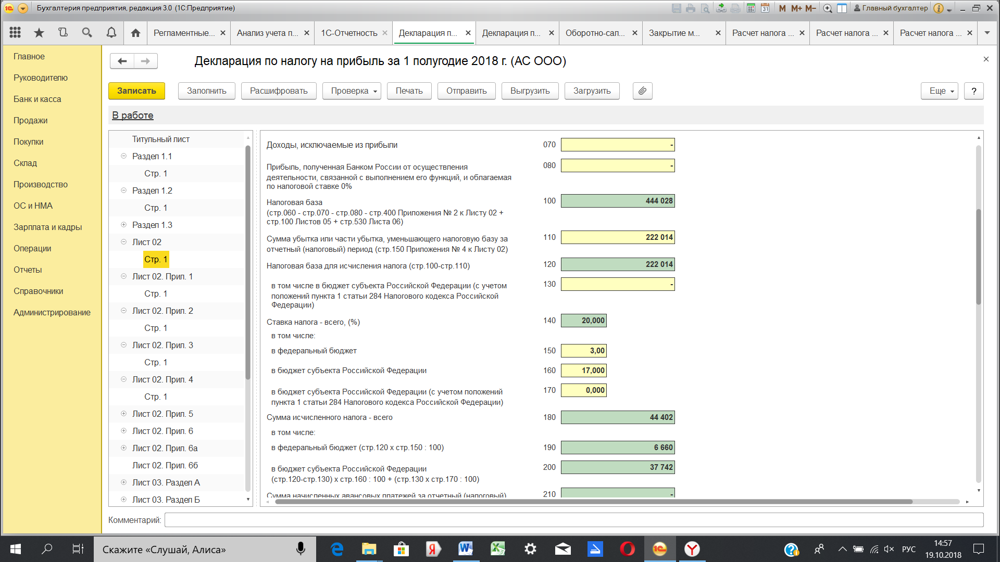 Бухгалтерия предприятия, редакция 3.0 (1С:Предприятие)
M M+ M-
Главный бухгалтер
Регламентные...
Анализ учета п...
1С-Отчетность
Декларация п...
Декларация п...
Оборотно-сал...
Закрытие м...
Расчет налога ...
Расчет налога ...
Расчет налога ...
Главное
Руководителю
Банк и касса
Продажи
Покупки
Склад
Производство
ОС и НМА
Зарплата и кадры
Операции
Отчеты
Справочники
Администрирование
Декларация по налогу на прибыль за 1 полугодие 2018 г. (АС ООО)
Записать
Заполнить
Расшифровать
Проверка
Печать
Отправить
Выгрузить
Загрузить
Еще
?
В работе
Титульный лист
Раздел 1.1
Стр. 1
Раздел 1.2
Стр. 1
Раздел 1.3
Лист 02
Стр. 1
Лист 02. Прил. 1
Стр. 1
Лист 02. Прил. 2
Стр. 1
Лист 02. Прил. 3
Стр. 1
Лист 02. Прил. 4
Стр. 1
Лист 02. Прил. 5
Лист 02. Прил. 6
Лист 02. Прил. 6а
Лист 02. Прил. 6б
Лист 03. Раздел А
Лист 03. Раздел Б
Доходы, исключаемые из прибыли 070 -
Прибыль, полученная Банком России от осуществления 080 -
деятельности, связанной с выполнением его функций, и облагаемая
по налоговой ставке 0%
Налоговая база 100 444 028
(стр.060 - стр.070 - стр.080 - стр.400 Приложения № 2 к Листу 02 +
стр.100 Листов 05 + стр.530 Листа 06)
Сумма убытка или части убытка, уменьшающего налоговую базу за 110 222 014
отчетный (налоговый) период (стр.150 Приложения № 4 к Листу 02)
Налоговая база для исчисления налога (стр.100-стр.110) 120 222 014
в том числе в бюджет субъекта Российской Федерации (с учетом 130 -
положений пункта 1 статьи 284 Налогового кодекса Российской
Федерации)
Ставка налога - всего, (%) 140 20,000
в том числе:
в федеральный бюджет 150 3,00
в бюджет субъекта Российской Федерации 160 17,000
в бюджет субъекта Российской Федерации (с учетом положений 170 0,000
пункта 1 статьи 284 Налогового кодекса Российской Федерации)
Сумма исчисленного налога - всего 180 44 402
в том числе:
в федеральный бюджет (стр.120 х стр.150 : 100) 190 6 660
в бюджет субъекта Российской Федерации 200 37 742
(стр.120-стр.130) х стр.160 : 100 + (стр.130 х стр.170 : 100)
Сумма начисленных авансовых платежей за отчетный (налоговый) 210 -
Комментарий:
Скажите «Слушай, Алиса»
РУС
14:57
19.10.2018